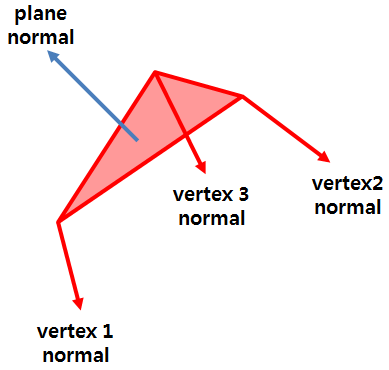 plane
normal
vertex 3
normal
vertex2
normal
vertex 1
normal